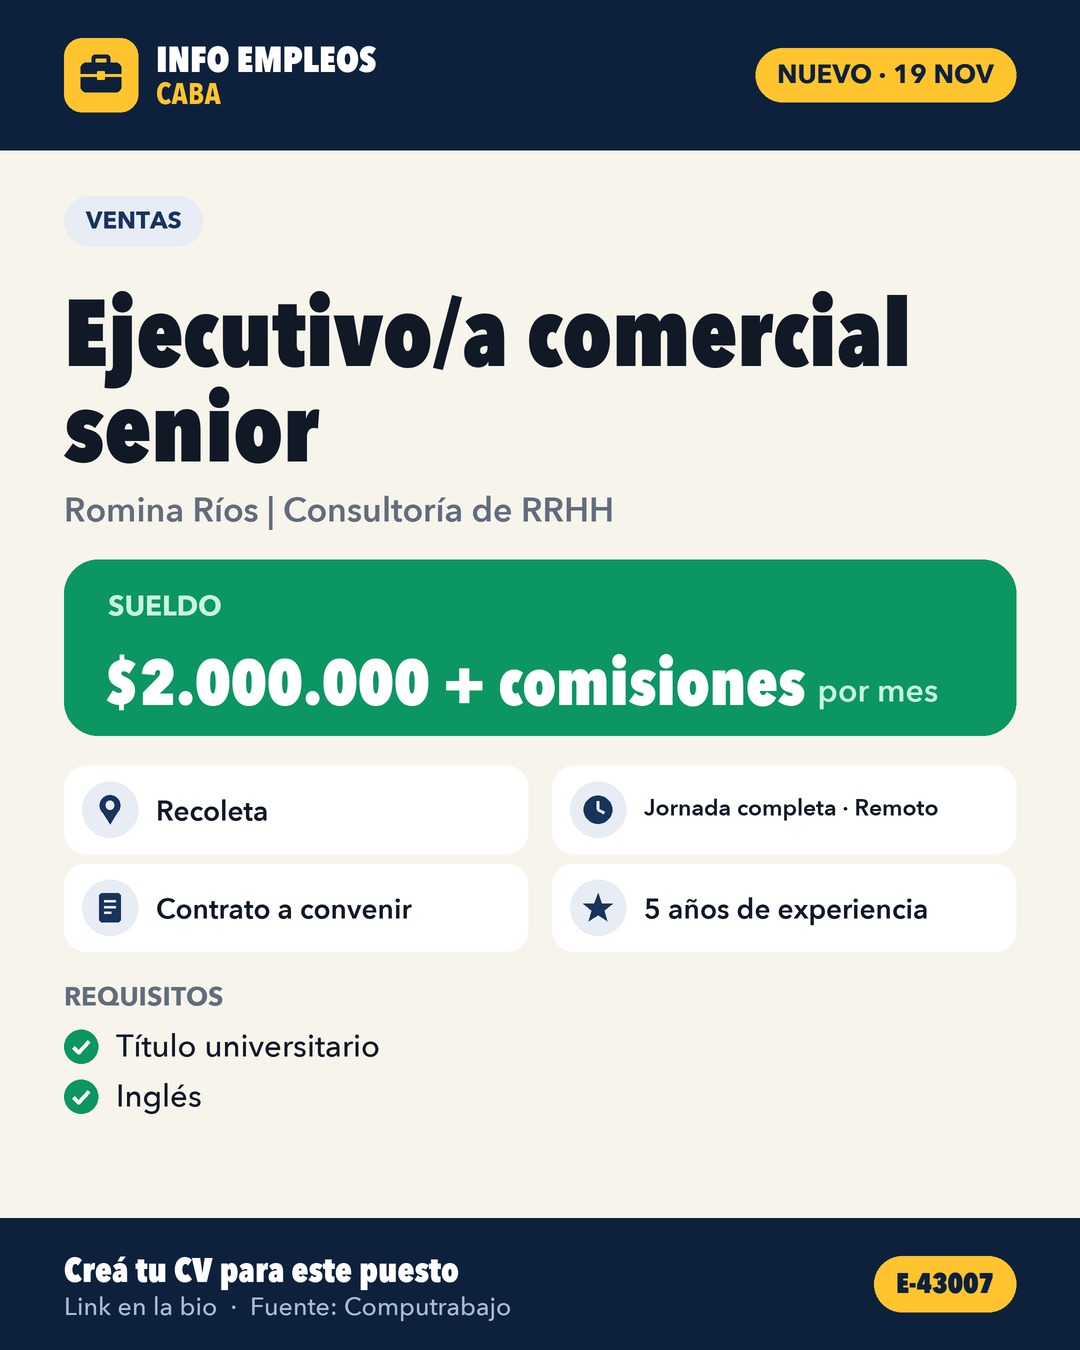 INFO EMPLEOS
CABA
NUEVO · 19 NOV
VENTAS
Ejecutivo/a comercial
senior
Romina Ríos | Consultoría de RRHH
SUELDO
$2.000.000 + comisiones por mes
Recoleta
Jornada completa · Remoto
Contrato a convenir
5 años de experiencia
REQUISITOS
Título universitario
Inglés
Creá tu CV para este puesto
Link en la bio · Fuente: Computrabajo
E-43007